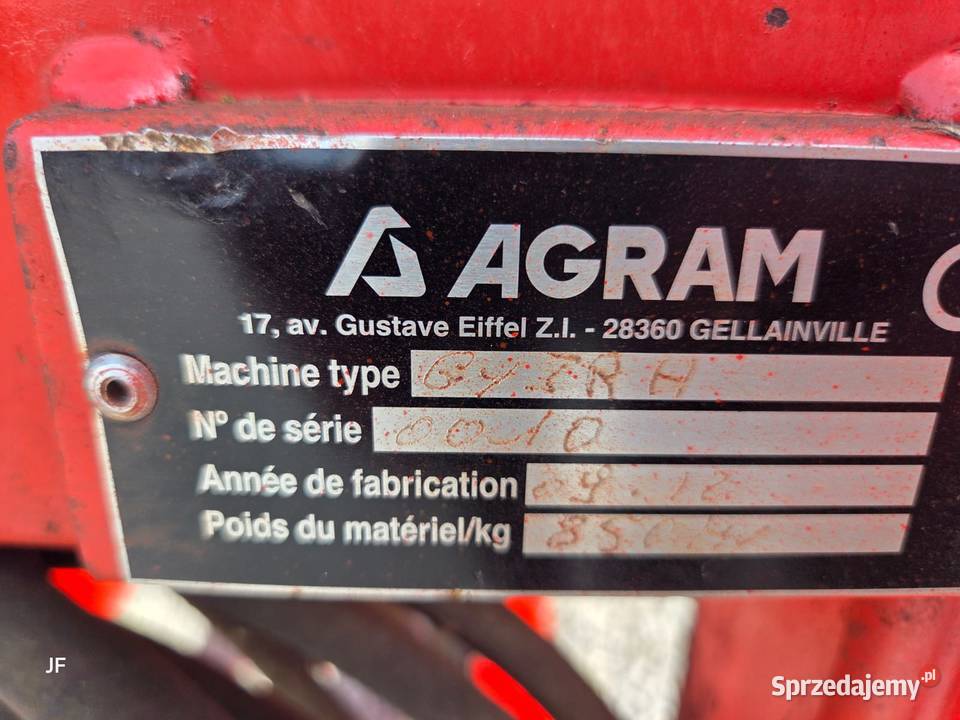 AGRAM
17, av. Gustave Eiffel Z.I. - 28360 GELLAINVILLE
Machine type
N° de série 0010
Année de fabrication
Poids du matériel/kg
JF
Sprzedajemy.pl